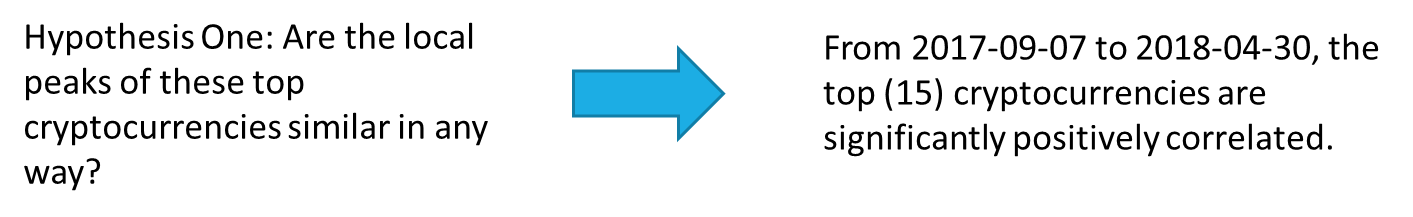 Hypothesis One: Are the local
peaks of these top
cryptocurrencies similar in any
way?
From 2017-09-07 to 2018-04-30, the
top (15) cryptocurrencies are
significantly positively correlated.